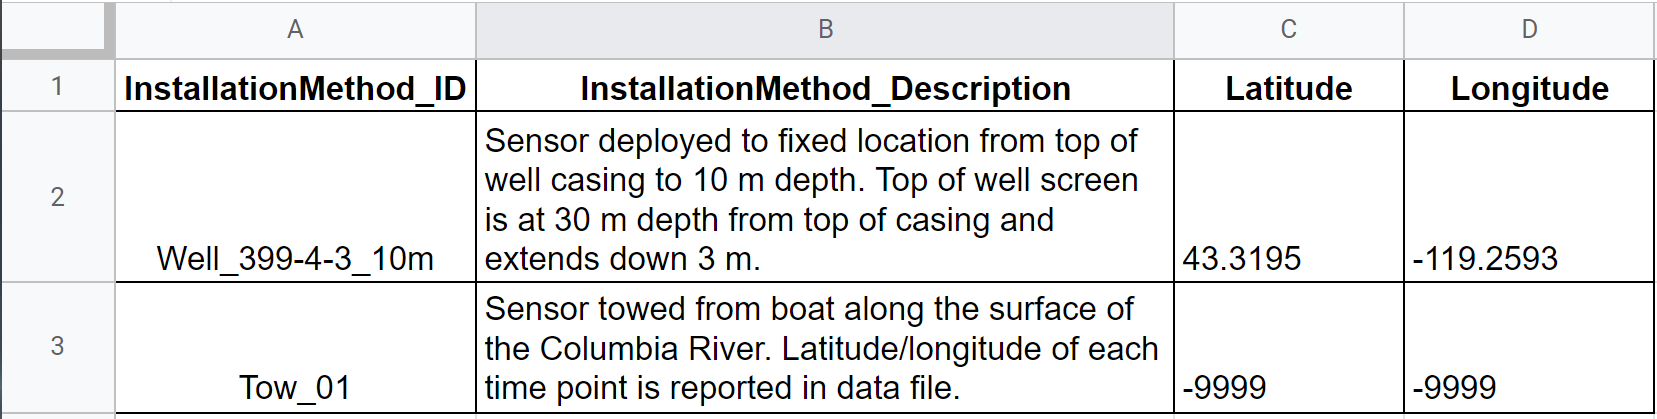 A B C D
1 InstallationMethod_ID InstallationMethod_Description Latitude Longitude
Sensor deployed to fixed location from top of
well casing to 10 m depth. Top of well screen
2 is at 30 m depth from top of casing and
Well_399-4-3_10m extends down 3 m. 43.3195 -119.2593
Sensor towed from boat along the surface of
3 the Columbia River. Latitude/longitude of each
Tow_01 time point is reported in data file. -9999 -9999